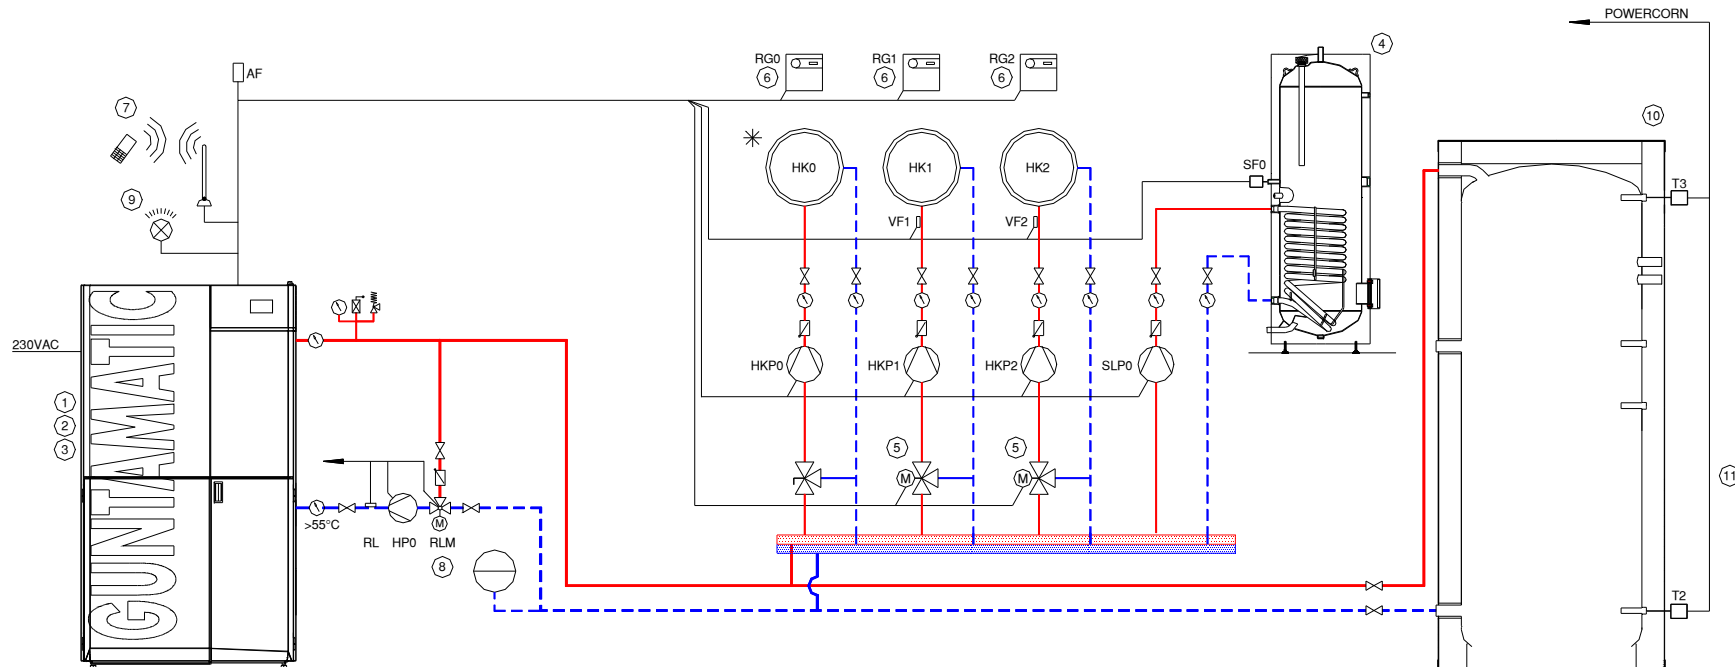 POWERCORN
4
RG0
RG1
RG2
6
6
6
AF
7
10
HK0
HK1
HK2
SF0
T3
9
VF1
VF2
230VAC
HKP0
HKP1
HKP2
SLP0
1
2
3
GUNTAMATIC
5
5
M
M
11
>55°C
M
RL
HP0
RLM
8
T2